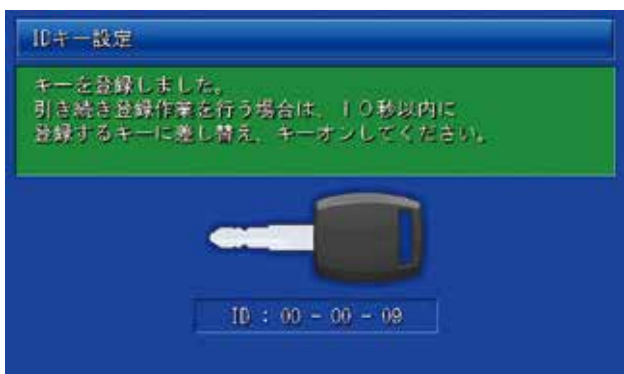 IDキー設定
キーを登録しました。
引き続き登録作業を行う場合は、１０秒以内に
登録するキーに差し替え、キーオンしてください。
ID : 00 - 00 - 09